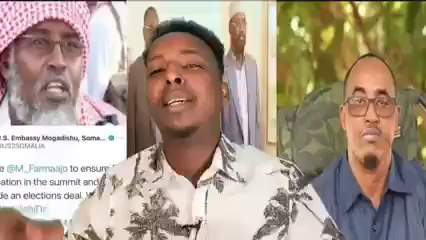 .S. Embassy Mogadishu, Soma...
US2SOMALIA
e @M_Farmaajo to ensure
ation in the summit and
de an elections deal.